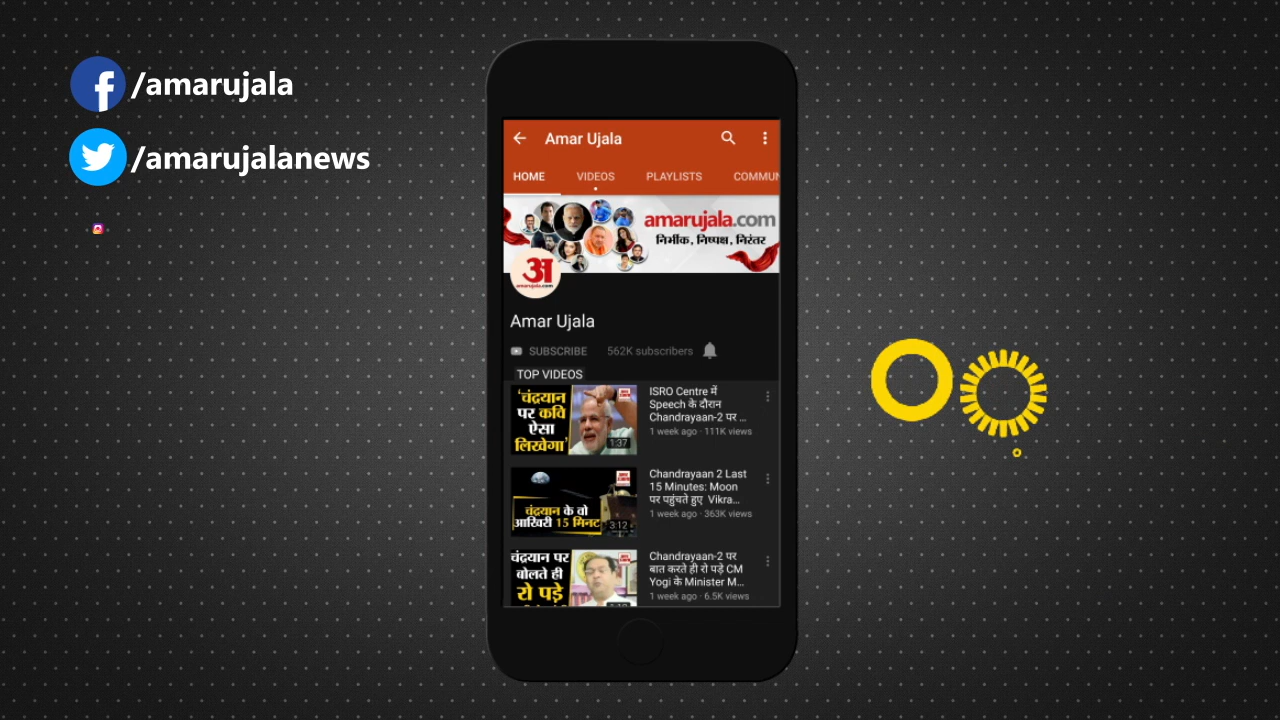 /amarujala
/amarujalanews
Amar Ujala
HOME VIDEOS PLAYLISTS COMMUN
amarujala.com
निर्भीक, निष्पक्ष, निरंतर
अ
amarujala.com
Amar Ujala
SUBSCRIBE 562K subscribers
TOP VIDEOS
'चंद्रयान
पर कवि
ऐसा
लिखेगा'
1:37
ISRO Centre में
Speech के दौरान
Chandrayaan-2 पर ...
1 week ago · 111K views
चंद्रयान के वो
आखिरी 15 मिनट
3:12
Chandrayaan 2 Last
15 Minutes: Moon
पर पहुंचते हुए Vikra...
1 week ago · 363K views
चंद्रयान पर
बोलते ही
रो पड़े
Chandrayaan-2 पर
बात करते ही रो पड़े CM
Yogi के Minister M...
1 week ago · 6.5K views